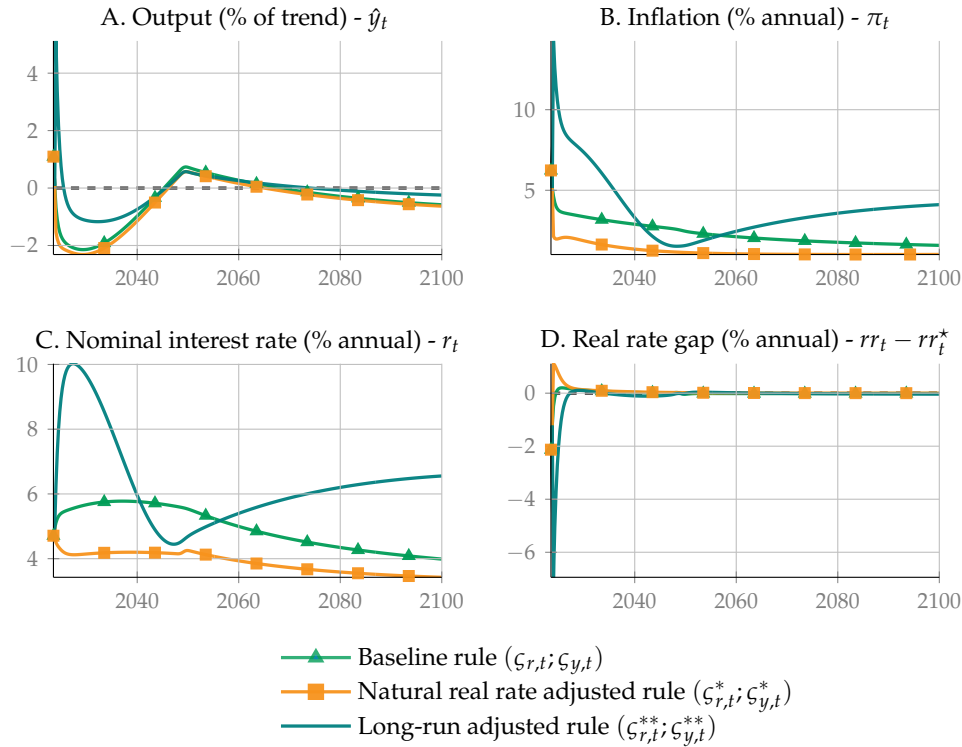 A. Output (% of trend) - ŷ_t
B. Inflation (% annual) - π_t
4
2
0
−2
10
5
2040 2060 2080 2100
2040 2060 2080 2100
C. Nominal interest rate (% annual) - r_t
D. Real rate gap (% annual) - rr_t − rr_t^⋆
10
8
6
4
0
−2
−4
−6
2040 2060 2080 2100
2040 2060 2080 2100
Baseline rule (ς_{r,t}; ς_{y,t})
Natural real rate adjusted rule (ς^*_{r,t}; ς^*_{y,t})
Long-run adjusted rule (ς^{**}_{r,t}; ς^{**}_{y,t})